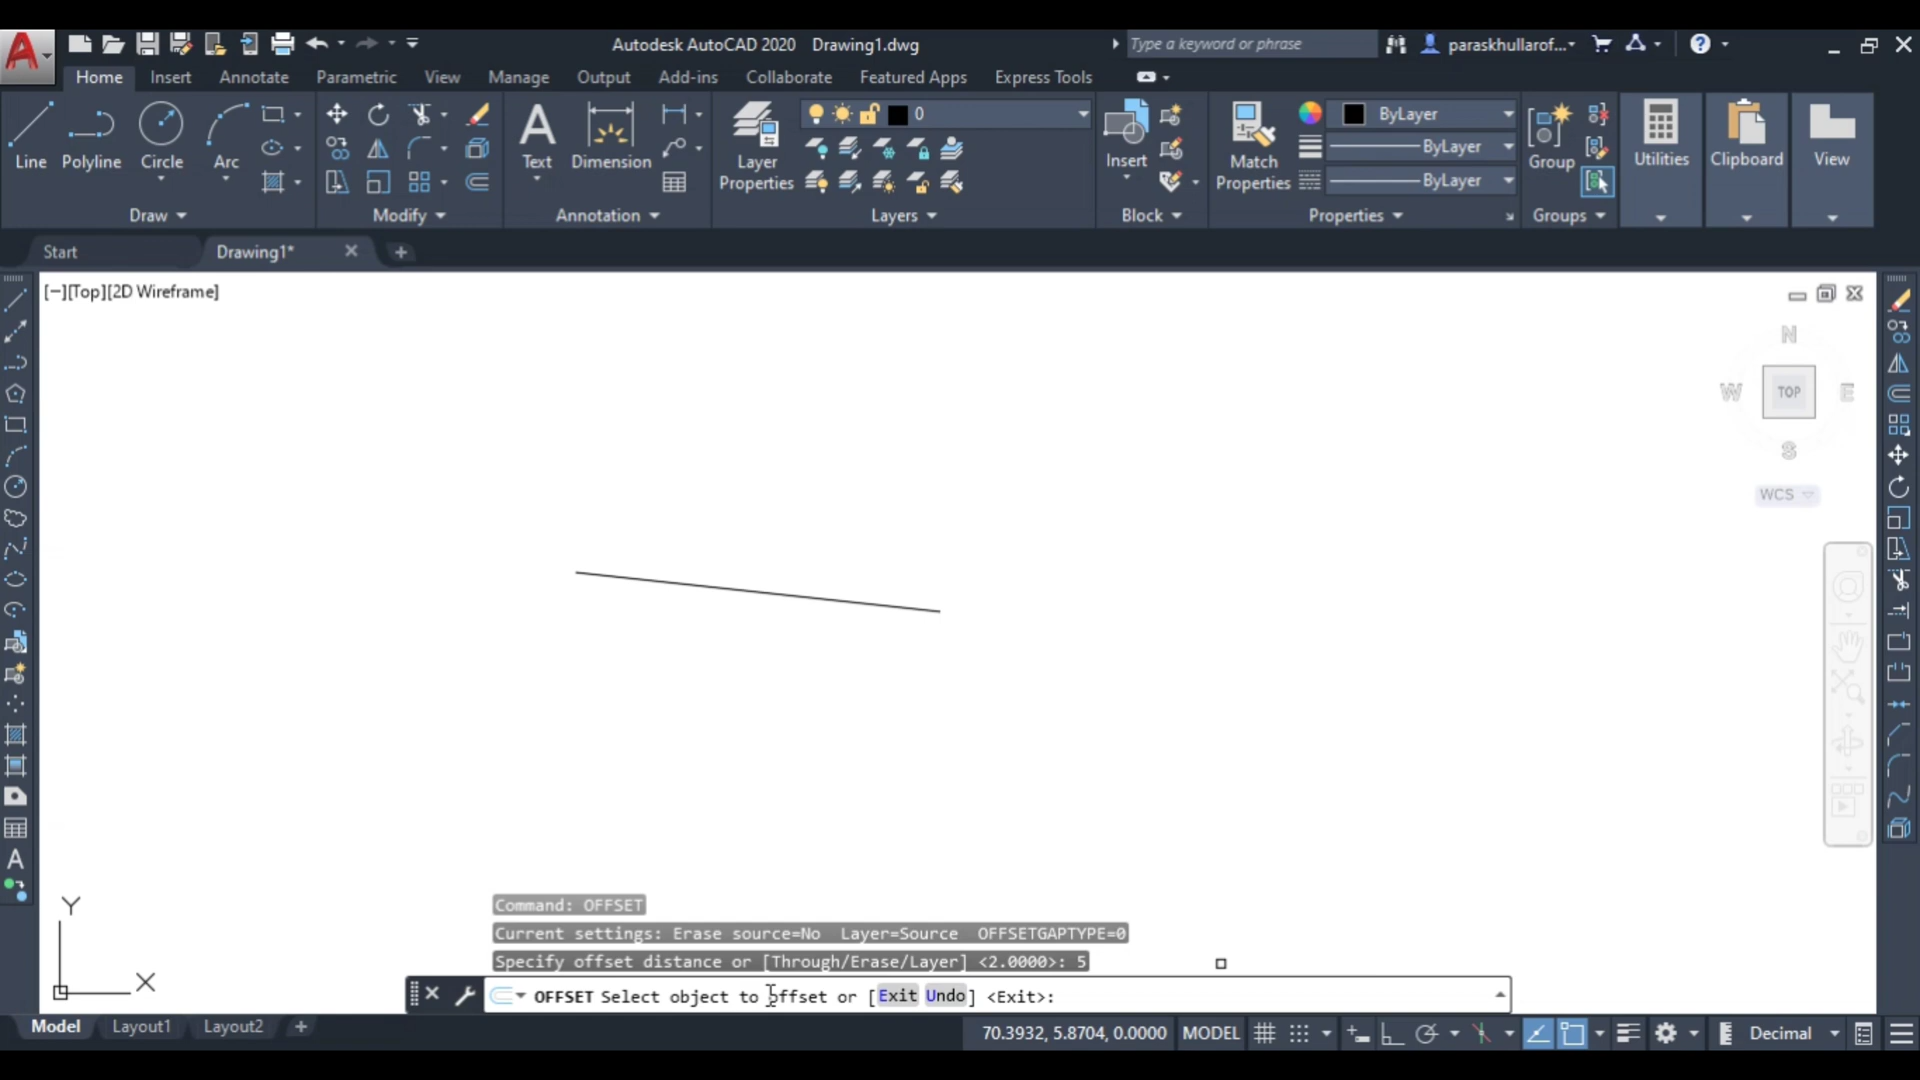 A
Autodesk AutoCAD 2020 Drawing1.dwg
Type a keyword or phrase
paraskhullarof...
?
Home Insert Annotate Parametric View Manage Output Add-ins Collaborate Featured Apps Express Tools
Line Polyline Circle Arc
Draw
Modify
A
Text Dimension
Annotation
Layer
Properties
0
Layers
Insert
Block
Match
Properties
ByLayer
ByLayer
ByLayer
Properties
Group
Groups
Utilities
Clipboard
View
Start Drawing1*
[−][Top][2D Wireframe]
N
W TOP E
S
WCS
A
Y
X
Command: OFFSET
Current settings: Erase source=No Layer=Source OFFSETGAPTYPE=0
Specify offset distance or [Through/Erase/Layer] <2.0000>: 5
OFFSET Select object to offset or [Exit Undo] <Exit>:
Model Layout1 Layout2 +
70.3932, 5.8704, 0.0000 MODEL Decimal